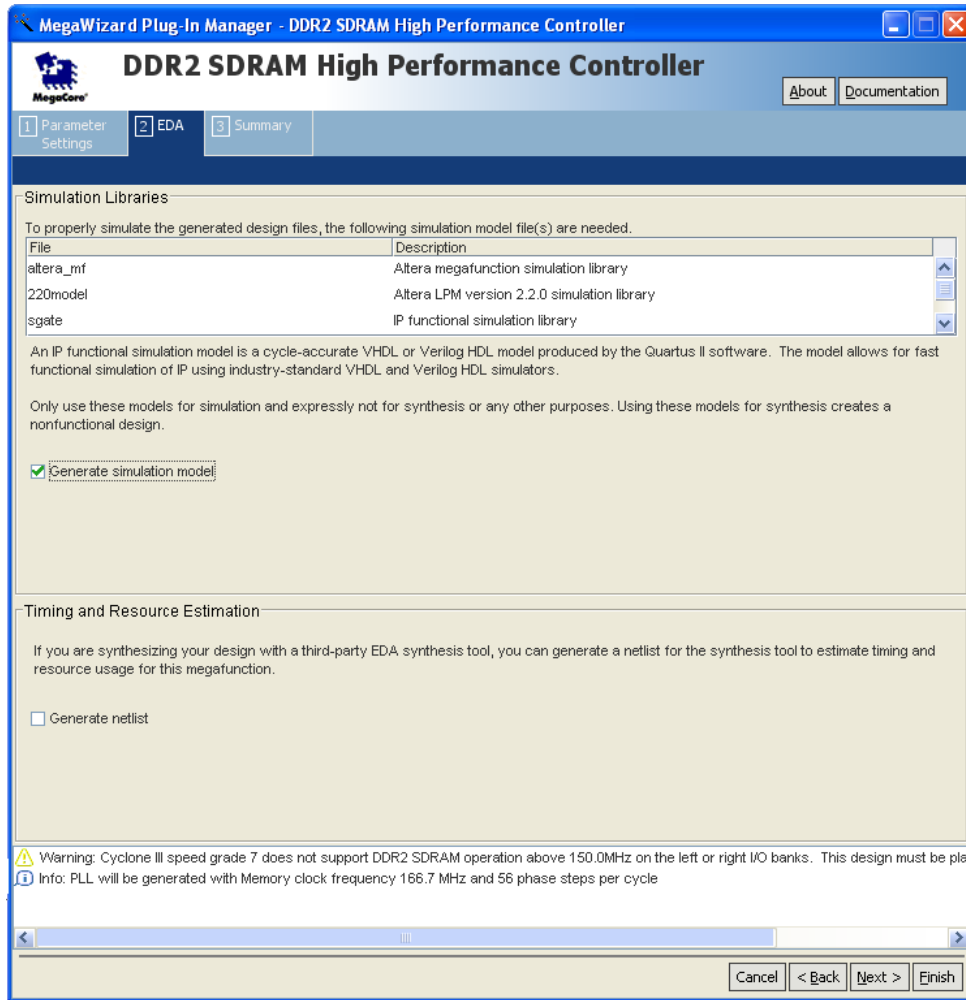 MegaWizard Plug-In Manager - DDR2 SDRAM High Performance Controller
DDR2 SDRAM High Performance Controller
MegaCore®
About Documentation
1 Parameter Settings 2 EDA 3 Summary
Simulation Libraries
To properly simulate the generated design files, the following simulation model file(s) are needed.
File Description
altera_mf Altera megafunction simulation library
220model Altera LPM version 2.2.0 simulation library
sgate IP functional simulation library
An IP functional simulation model is a cycle-accurate VHDL or Verilog HDL model produced by the Quartus II software. The model allows for fast
functional simulation of IP using industry-standard VHDL and Verilog HDL simulators.
Only use these models for simulation and expressly not for synthesis or any other purposes. Using these models for synthesis creates a
nonfunctional design.
Generate simulation model
Timing and Resource Estimation
If you are synthesizing your design with a third-party EDA synthesis tool, you can generate a netlist for the synthesis tool to estimate timing and
resource usage for this megafunction.
Generate netlist
Warning: Cyclone III speed grade 7 does not support DDR2 SDRAM operation above 150.0MHz on the left or right I/O banks. This design must be pla
Info: PLL will be generated with Memory clock frequency 166.7 MHz and 56 phase steps per cycle
Cancel < Back Next > Finish